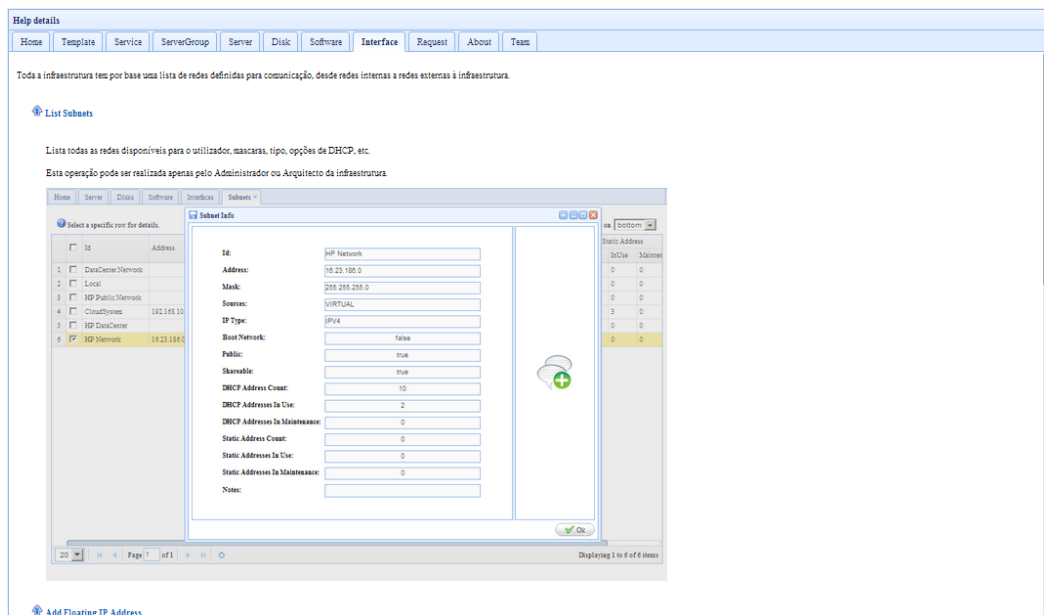 Help details
Home Template Service ServerGroup Server Disk Software Interface Request About Team
Toda a infraestrutura tem por base uma lista de redes definidas para comunicação, desde redes internas a redes externas à infraestrutura.
List Subnets
Lista todas as redes disponíveis para o utilizador, mascaras, tipo, opções de DHCP, etc.
Esta operação pode ser realizada apenas pelo Administrador ou Arquitecto da infraestrutura.
Home Server Disks Software Interfaces Subnets ×
Subnet Info
Select a specific row for details.
on bottom
Static Address
Id Address
InUse Mainten
1 DataCenter Network 0 0
2 Local 0 0
3 HP Public Network 0 0
4 CloudSystem 192.168.10 3 0
5 HP DataCenter 0 0
6 HP Network 16.23.186.0 0 0
Id: HP Network
Address: 16.23.186.0
Mask: 255.255.255.0
Sources: VIRTUAL
IP Type: IPV4
Boot Network: false
Public: true
Shareable: true
DHCP Address Count: 10
DHCP Addresses In Use: 2
DHCP Addresses In Maintenance: 0
Static Address Count: 0
Static Addresses In Use: 0
Static Addresses In Maintenance: 0
Notes:
Ok
20 Page 1 of 1 Displaying 1 to 6 of 6 items
Add Floating IP Address